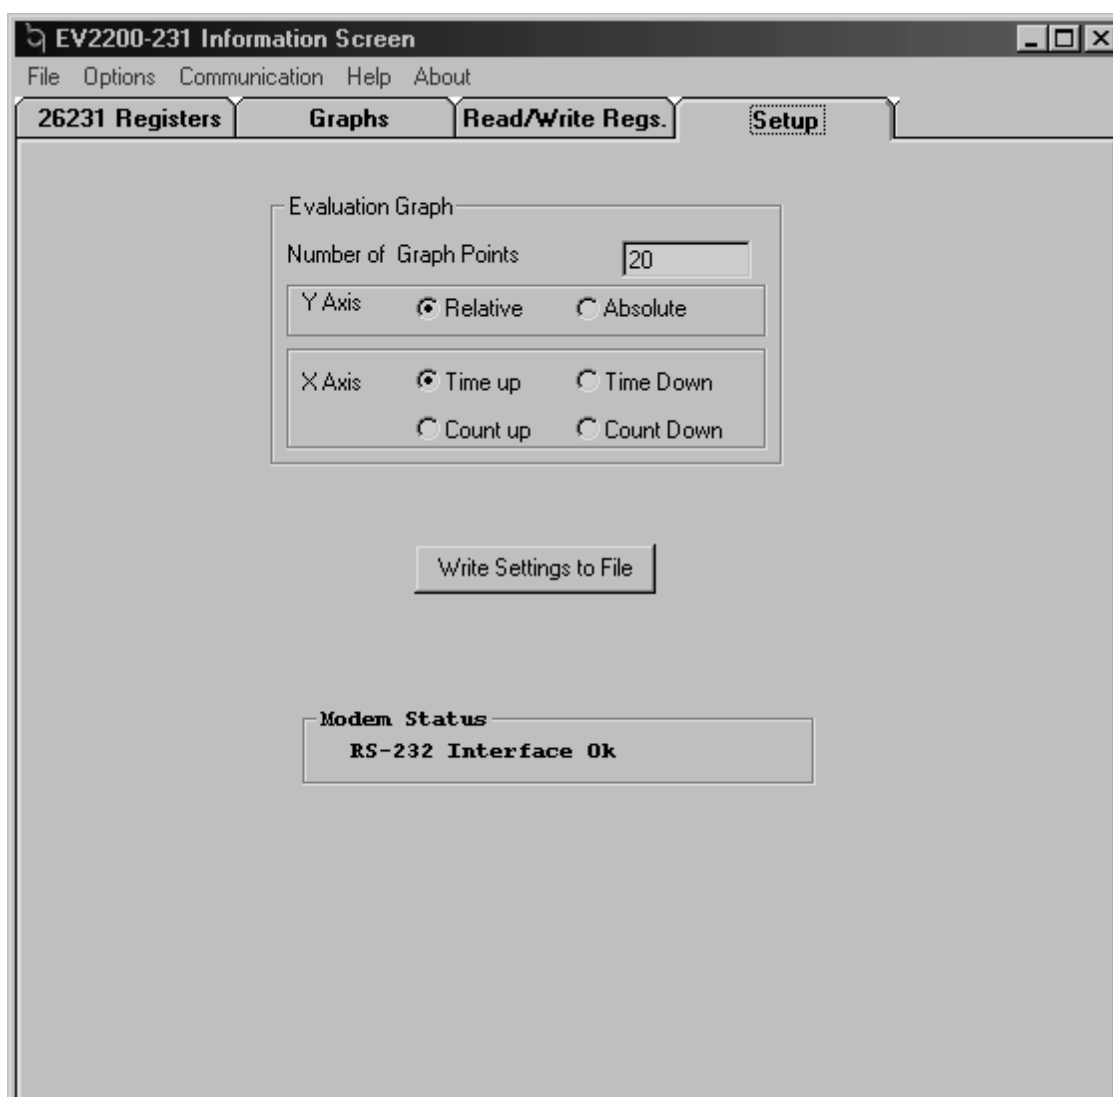 EV2200-231 Information Screen
File Options Communication Help About
26231 Registers Graphs Read/Write Regs. Setup
Evaluation Graph
Number of Graph Points 20
Y Axis Relative Absolute
X Axis Time up Time Down
Count up Count Down
Write Settings to File
Modem Status
RS-232 Interface Ok